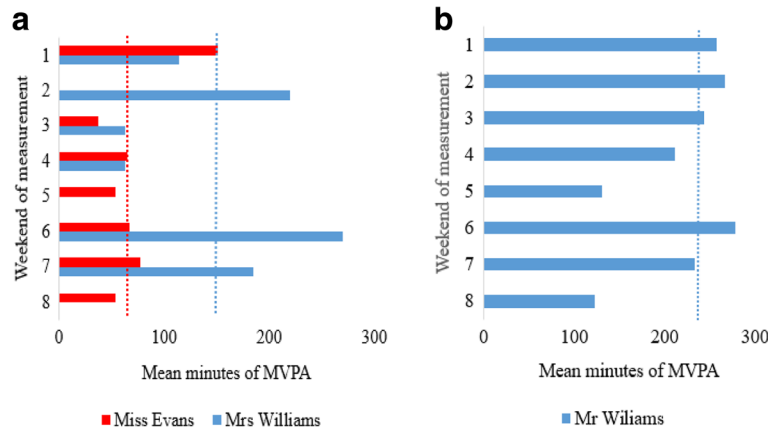 a
Weekend of measurement
1
2
3
4
5
6
7
8
0 100 200 300
Mean minutes of MVPA
Miss Evans Mrs Williams
b
Weekend of measurement
1
2
3
4
5
6
7
8
0 100 200 300
Mean minutes of MVPA
Mr Wiliams